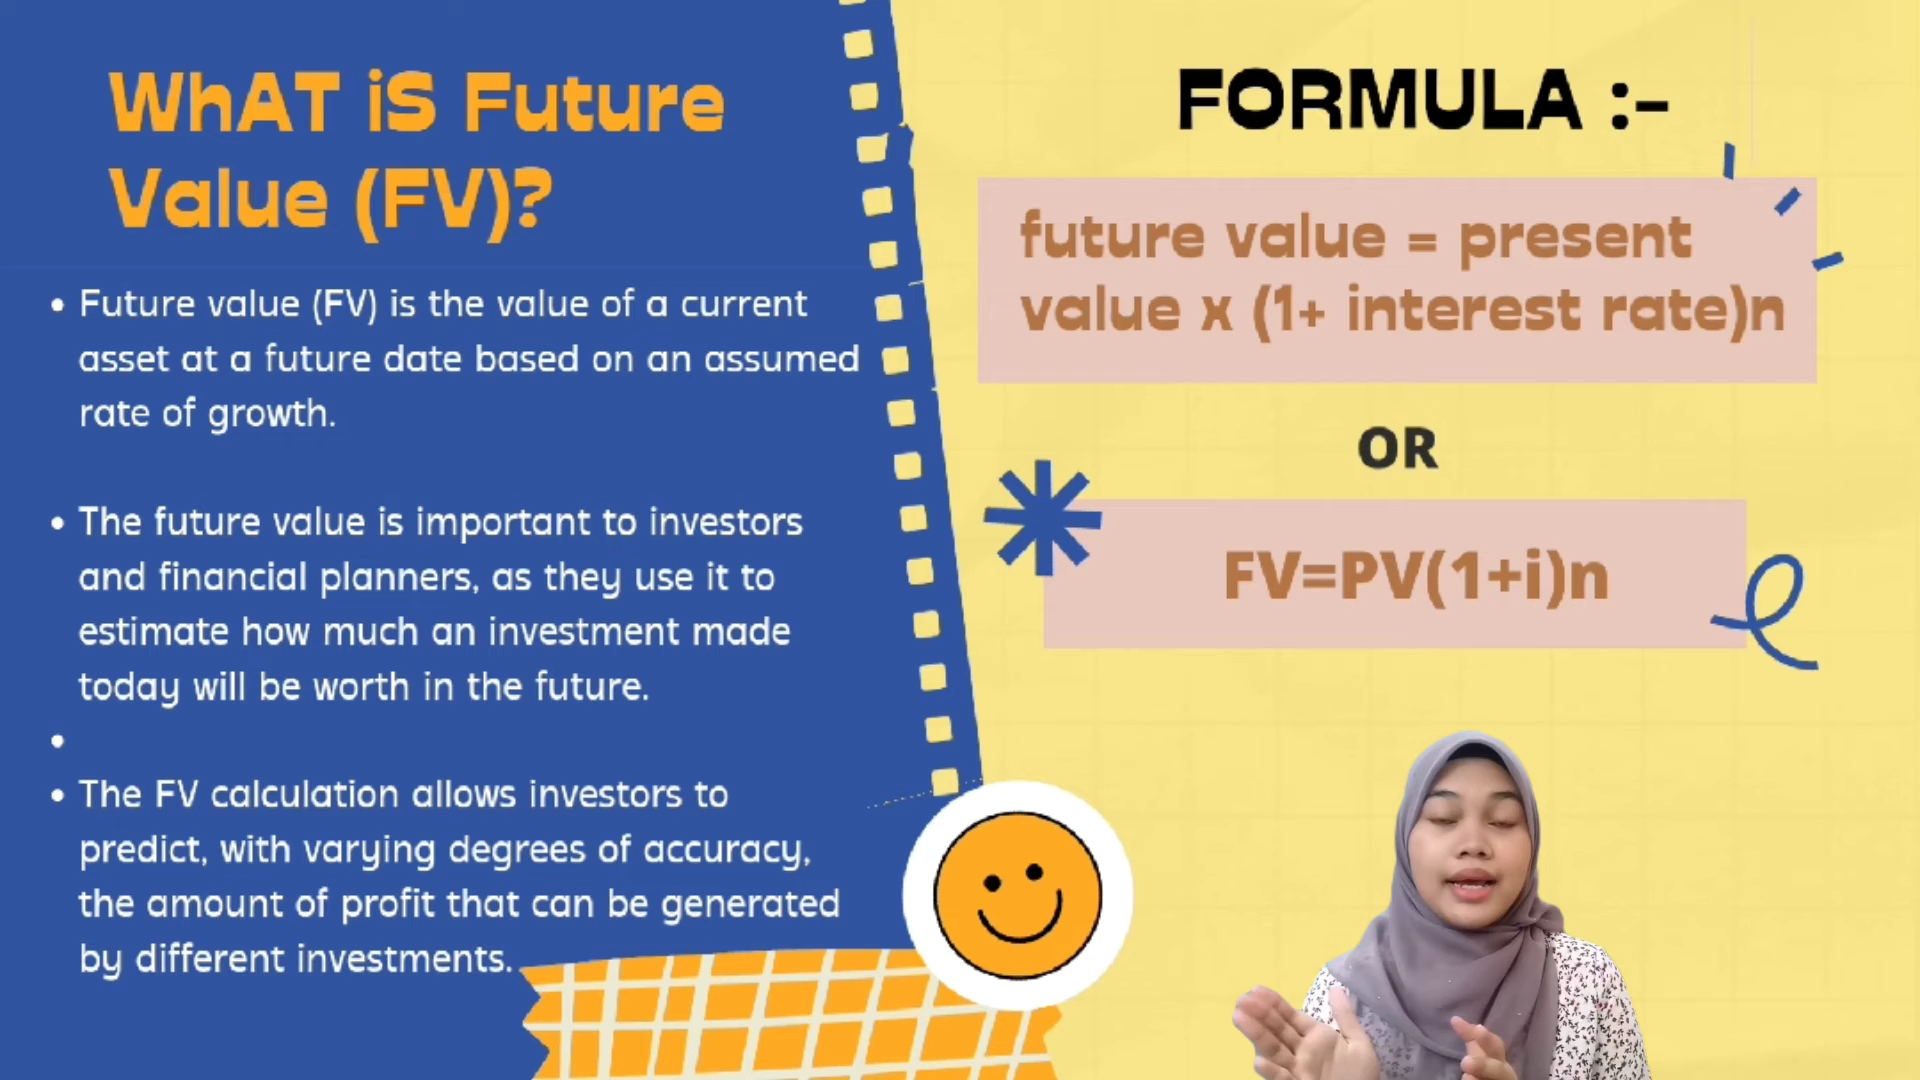 WhAT iS Future
Value (FV)?
• Future value (FV) is the value of a current
asset at a future date based on an assumed
rate of growth.
• The future value is important to investors
and financial planners, as they use it to
estimate how much an investment made
today will be worth in the future.
•
• The FV calculation allows investors to
predict, with varying degrees of accuracy,
the amount of profit that can be generated
by different investments.
FORMULA :-
future value = present
value x (1+ interest rate)n
OR
FV=PV(1+i)n